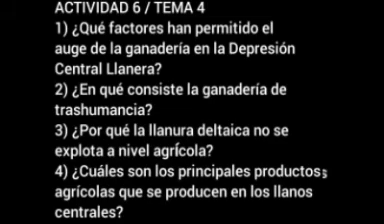 ACTIVIDAD 6 / TEMA 4
1) ¿Qué factores han permitido el
auge de la ganadería en la Depresión
Central Llanera?
2) ¿En qué consiste la ganadería de
trashumancia?
3) ¿Por qué la llanura deltaica no se
explota a nivel agrícola?
4) ¿Cuáles son los principales productos
agrícolas que se producen en los llanos
centrales?